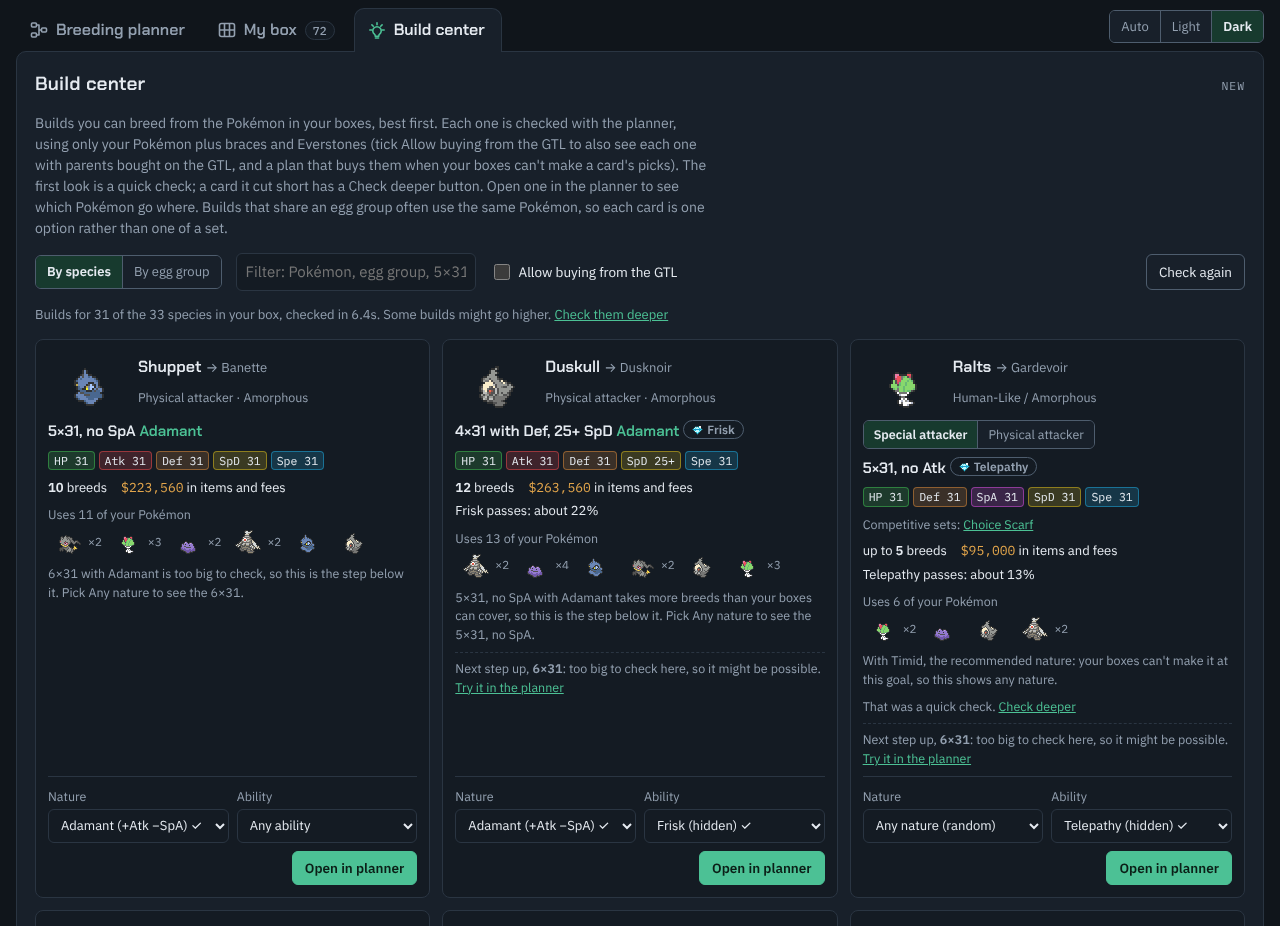 Breeding planner
My box 72
Build center
Auto Light Dark
Build center
NEW
Builds you can breed from the Pokémon in your boxes, best first. Each one is checked with the planner,
using only your Pokémon plus braces and Everstones (tick Allow buying from the GTL to also see each one
with parents bought on the GTL, and a plan that buys them when your boxes can't make a card's picks). The
first look is a quick check; a card it cut short has a Check deeper button. Open one in the planner to see
which Pokémon go where. Builds that share an egg group often use the same Pokémon, so each card is one
option rather than one of a set.
By species By egg group Filter: Pokémon, egg group, 5×31 Allow buying from the GTL Check again
Builds for 31 of the 33 species in your box, checked in 6.4s. Some builds might go higher. Check them deeper
Shuppet → Banette
Physical attacker · Amorphous
5×31, no SpA Adamant
HP 31 Atk 31 Def 31 SpD 31 Spe 31
10 breeds $223,560 in items and fees
Uses 11 of your Pokémon
×2 ×3 ×2 ×2
6×31 with Adamant is too big to check, so this is the step below
it. Pick Any nature to see the 6×31.
Nature Ability
Adamant (+Atk −SpA) ✓ Any ability
Open in planner
Duskull → Dusknoir
Physical attacker · Amorphous
4×31 with Def, 25+ SpD Adamant Frisk
HP 31 Atk 31 Def 31 SpD 25+ Spe 31
12 breeds $263,560 in items and fees
Frisk passes: about 22%
Uses 13 of your Pokémon
×2 ×4 ×2 ×3
5×31, no SpA with Adamant takes more breeds than your boxes
can cover, so this is the step below it. Pick Any nature to see the
5×31, no SpA.
Next step up, 6×31: too big to check here, so it might be possible.
Try it in the planner
Nature Ability
Adamant (+Atk −SpA) ✓ Frisk (hidden) ✓
Open in planner
Ralts → Gardevoir
Human-Like / Amorphous
Special attacker Physical attacker
5×31, no Atk Telepathy
HP 31 Def 31 SpA 31 SpD 31 Spe 31
Competitive sets: Choice Scarf
up to 5 breeds $95,000 in items and fees
Telepathy passes: about 13%
Uses 6 of your Pokémon
×2 ×2
With Timid, the recommended nature: your boxes can't make it at
this goal, so this shows any nature.
That was a quick check. Check deeper
Next step up, 6×31: too big to check here, so it might be possible.
Try it in the planner
Nature Ability
Any nature (random) Telepathy (hidden) ✓
Open in planner